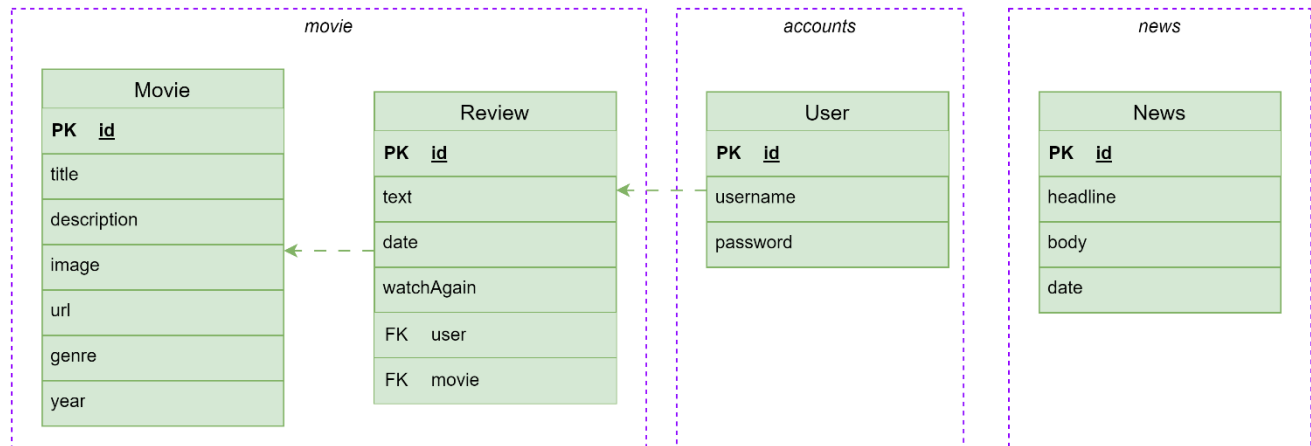 movie
Movie
PK id
title
description
image
url
genre
year
Review
PK id
text
date
watchAgain
FK user
FK movie
accounts
User
PK id
username
password
news
News
PK id
headline
body
date